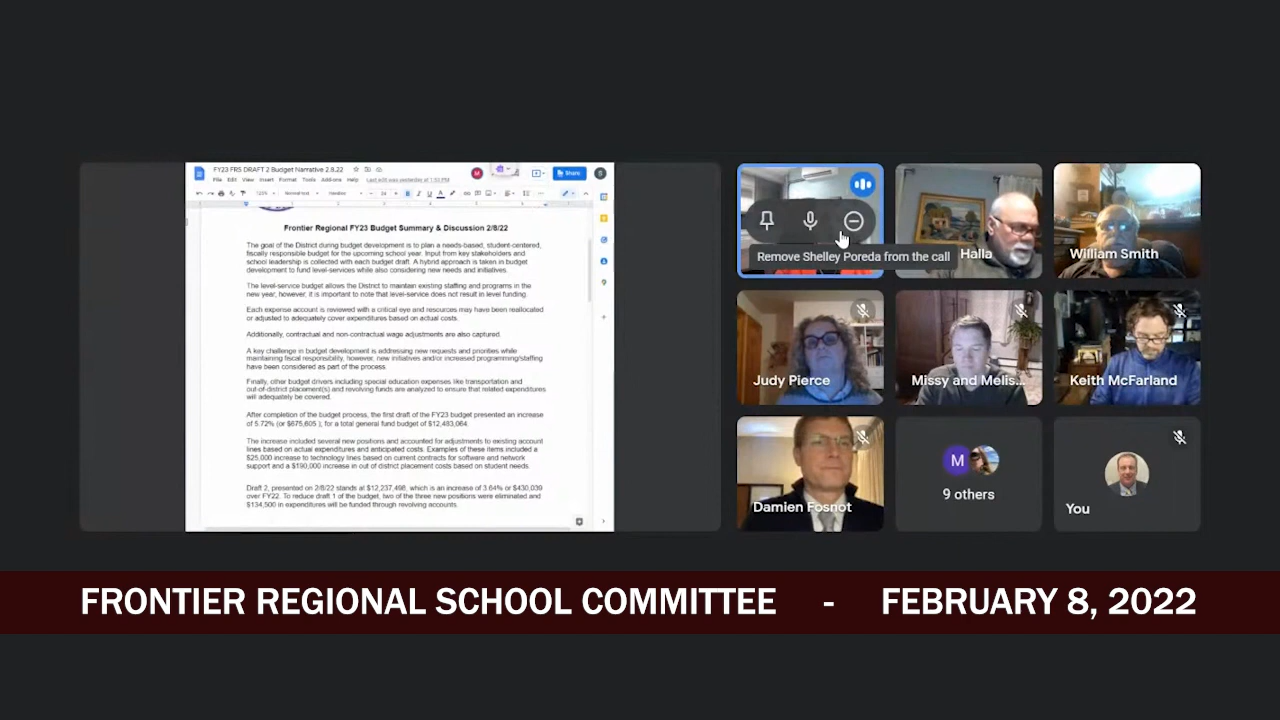 FY23 FRS DRAFT 2 Budget Narrative 2.8.22
File Edit View Insert Format Tools Add-ons Help Last edit was yesterday at 1:50 PM
Share
Frontier Regional FY23 Budget Summary & Discussion 2/8/22
The goal of the District during budget development is to plan a needs-based, student-centered,
fiscally responsible budget for the upcoming school year. Input from key stakeholders and
school leadership is collected with each budget draft. A hybrid approach is taken in budget
development to fund level-services while also considering new needs and initiatives.
The level-service budget allows the District to maintain existing staffing and programs in the
new year, however, it is important to note that level-service does not result in level funding.
Each expense account is reviewed with a critical eye and resources may have been reallocated
or adjusted to adequately cover expenditures based on actual costs.
Additionally, contractual and non-contractual wage adjustments are also captured.
A key challenge in budget development is addressing new requests and priorities while
maintaining fiscal responsibility, however, new initiatives and/or increased programming/staffing
have been considered as part of the process.
Finally, other budget drivers including special education expenses like transportation and
out-of-district placement(s) and revolving funds are analyzed to ensure that related expenditures
will adequately be covered.
After completion of the budget process, the first draft of the FY23 budget presented an increase
of 5.72% (or $675,605 ), for a total general fund budget of $12,483,064.
The increase included several new positions and accounted for adjustments to existing account
lines based on actual expenditures and anticipated costs. Examples of these items included a
$25,000 increase to technology lines based on current contracts for software and network
support and a $190,000 increase in out of district placement costs based on student needs.
Draft 2, presented on 2/8/22 stands at $12,237,498, which is an increase of 3.64% or $430,039
over FY22. To reduce draft 1 of the budget, two of the three new positions were eliminated and
$134,500 in expenditures will be funded through revolving accounts.
Remove Shelley Poreda from the call
Halla
William Smith
Judy Pierce
Missy and Melis...
Keith McFarland
Damien Fosnot
M
9 others
You
FRONTIER REGIONAL SCHOOL COMMITTEE - FEBRUARY 8, 2022